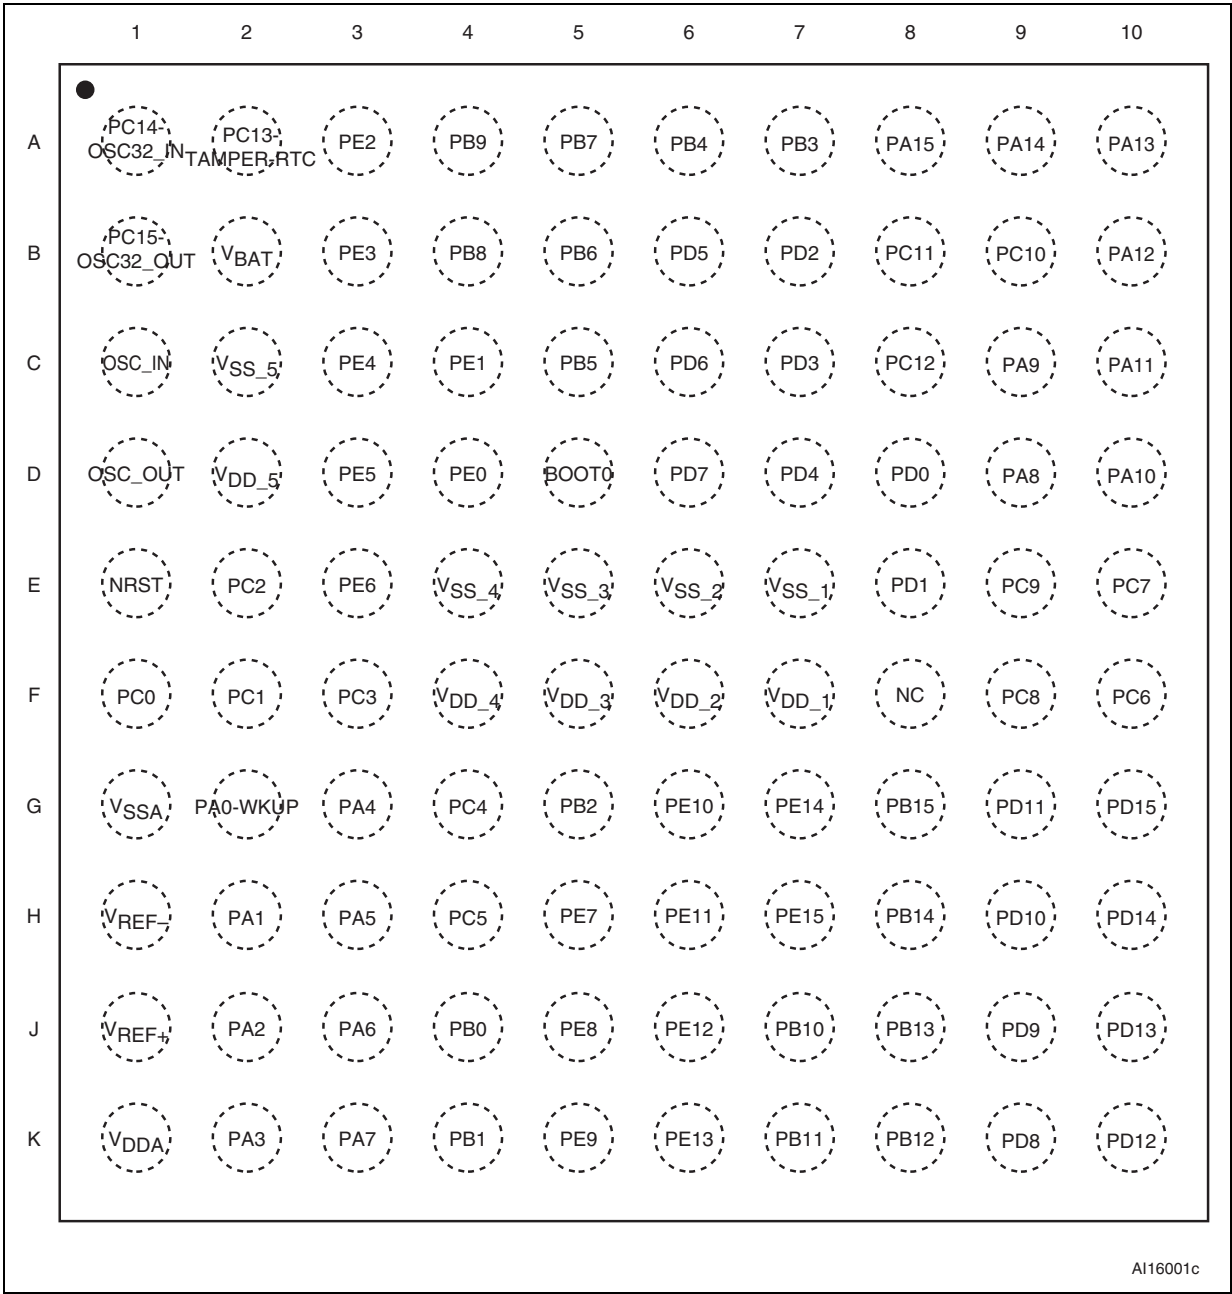 1 2 3 4 5 6 7 8 9 10
A PC14-OSC32_IN PC13-TAMPER-RTC PE2 PB9 PB7 PB4 PB3 PA15 PA14 PA13
B PC15-OSC32_OUT VBAT PE3 PB8 PB6 PD5 PD2 PC11 PC10 PA12
C OSC_IN VSS_5 PE4 PE1 PB5 PD6 PD3 PC12 PA9 PA11
D OSC_OUT VDD_5 PE5 PE0 BOOT0 PD7 PD4 PD0 PA8 PA10
E NRST PC2 PE6 VSS_4 VSS_3 VSS_2 VSS_1 PD1 PC9 PC7
F PC0 PC1 PC3 VDD_4 VDD_3 VDD_2 VDD_1 NC PC8 PC6
G VSSA PA0-WKUP PA4 PC4 PB2 PE10 PE14 PB15 PD11 PD15
H VREF– PA1 PA5 PC5 PE7 PE11 PE15 PB14 PD10 PD14
J VREF+ PA2 PA6 PB0 PE8 PE12 PB10 PB13 PD9 PD13
K VDDA PA3 PA7 PB1 PE9 PE13 PB11 PB12 PD8 PD12
AI16001c